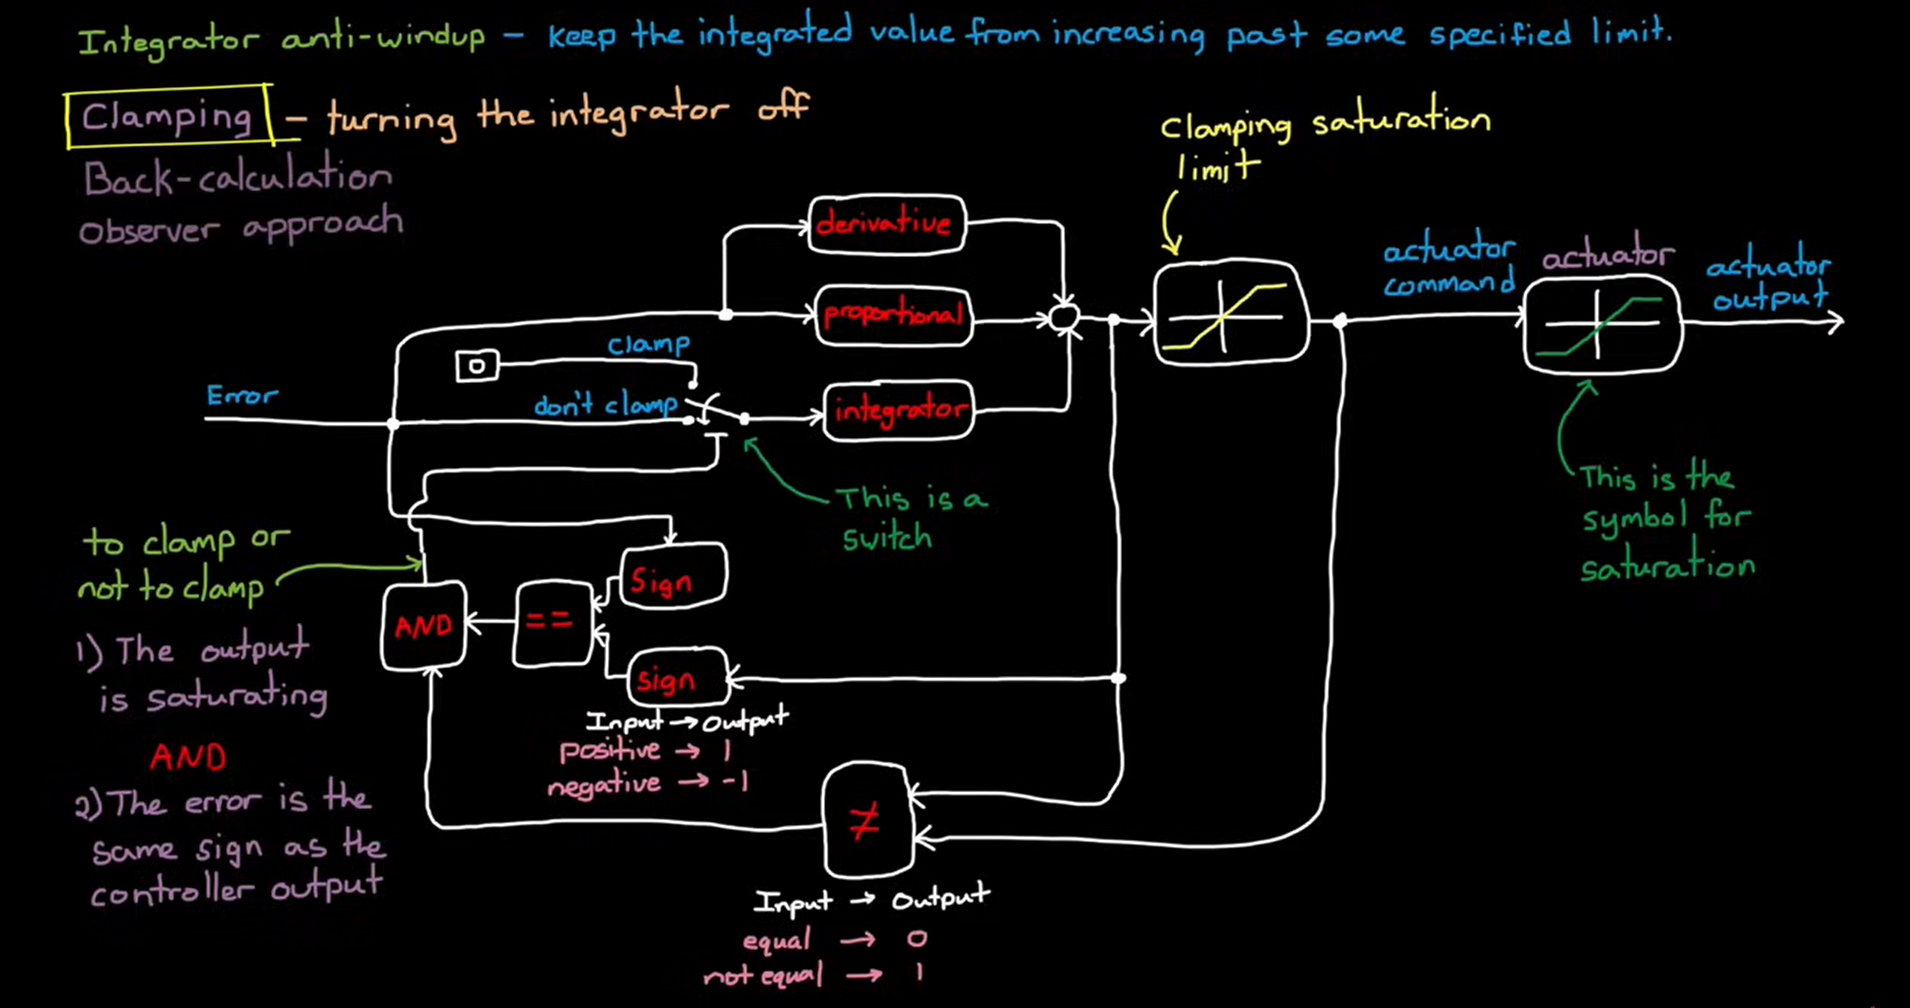 Integrator anti-windup – keep the integrated value from increasing past some specified limit.
Clamping – turning the integrator off
Back-calculation
Observer approach
Clamping saturation
limit
derivative
proportional
integrator
actuator
command
actuator
actuator
output
clamp
0
Error
don't clamp
This is a
switch
This is the
symbol for
saturation
to clamp or
not to clamp
Sign
AND
==
Sign
1) The output
is saturating
AND
2) The error is the
same sign as the
controller output
Input → Output
positive → 1
negative → -1
≠
Input → Output
equal → 0
not equal → 1